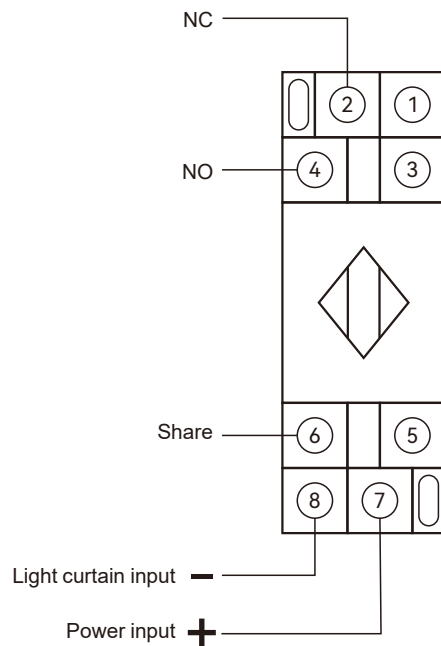 NC
2 1
NO 4 3
Share 6 5
8 7
Light curtain input −
Power input +